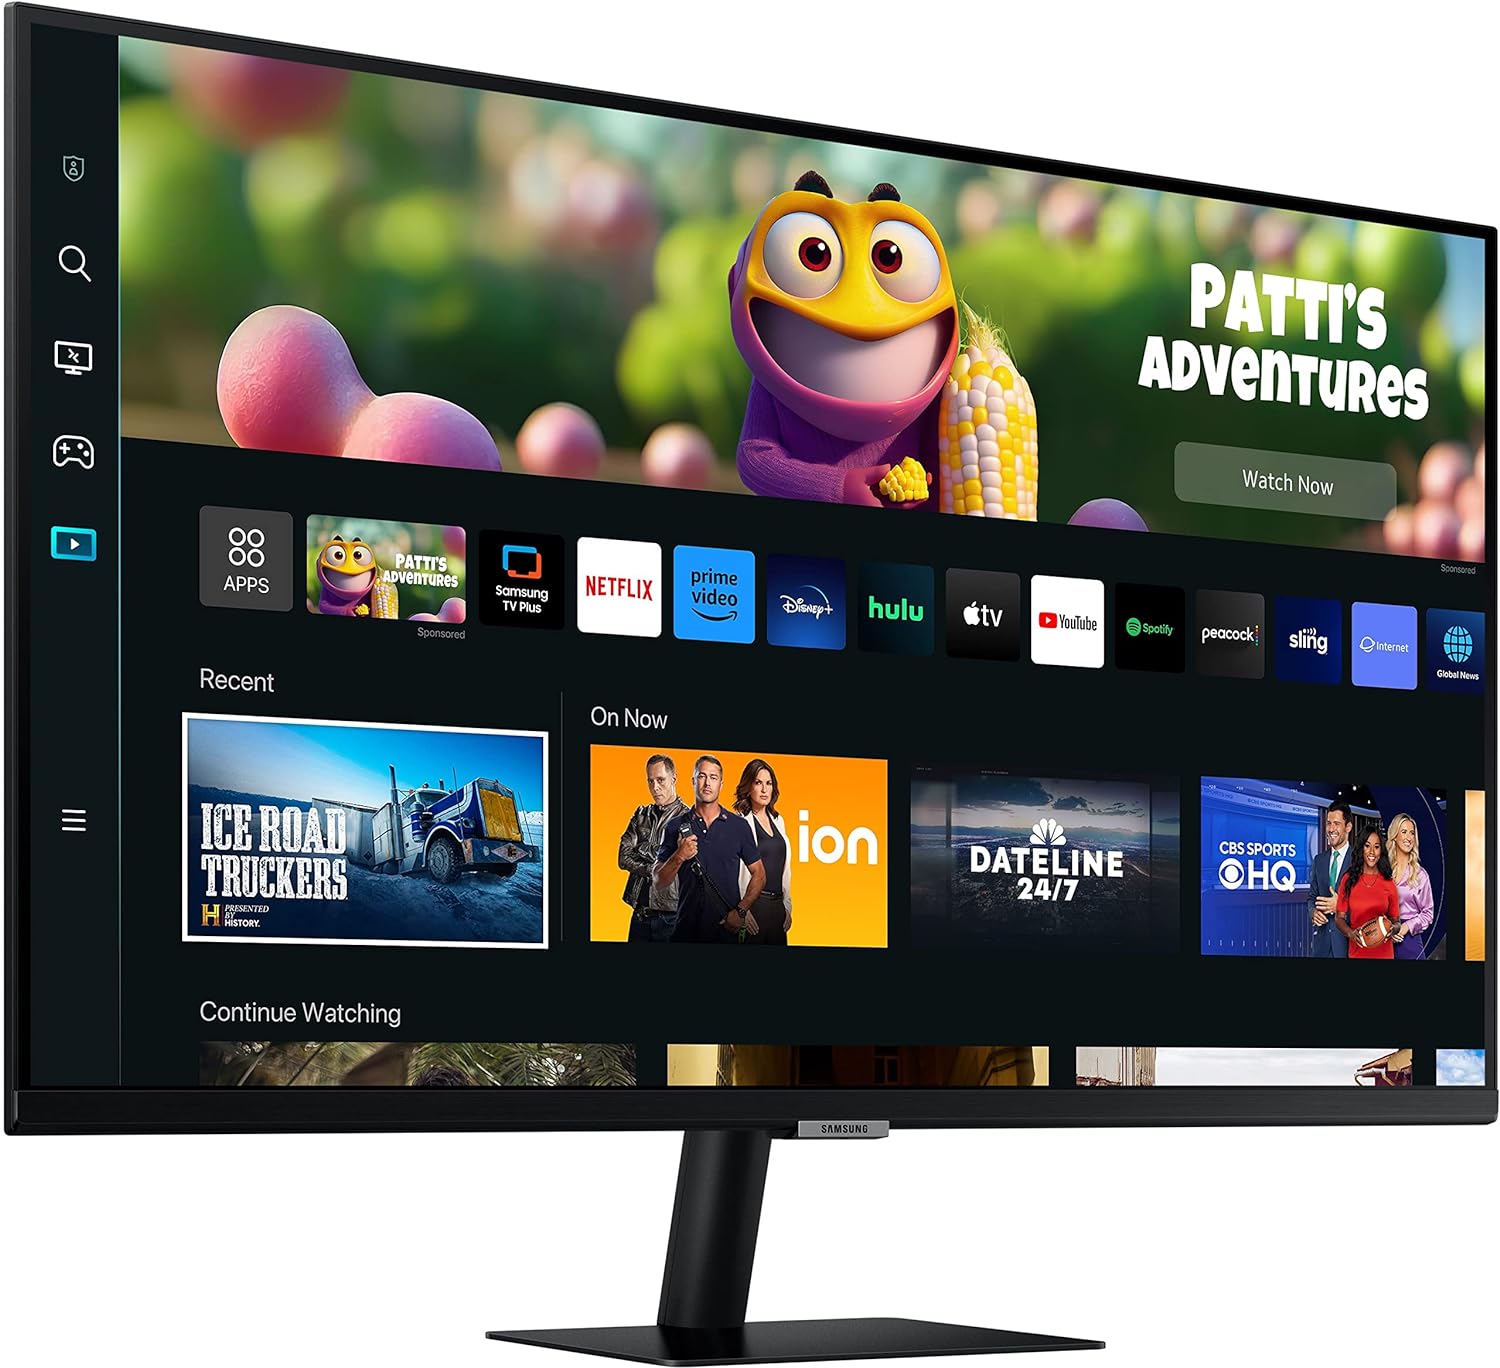 PATTI'S
ADVENTURES
Watch Now
Sponsored
APPS
PATTI'S
ADVENTURES
Sponsored
Samsung
TV Plus
NETFLIX
prime
video
Disney+
hulu
tv
YouTube
Spotify
peacock
sling
Internet
Global News
Recent
On Now
ICE ROAD
TRUCKERS
H PRESENTED
BY
HISTORY.
ion
DATELINE
24/7
CBS SPORTS
HQ
Continue Watching
SAMSUNG